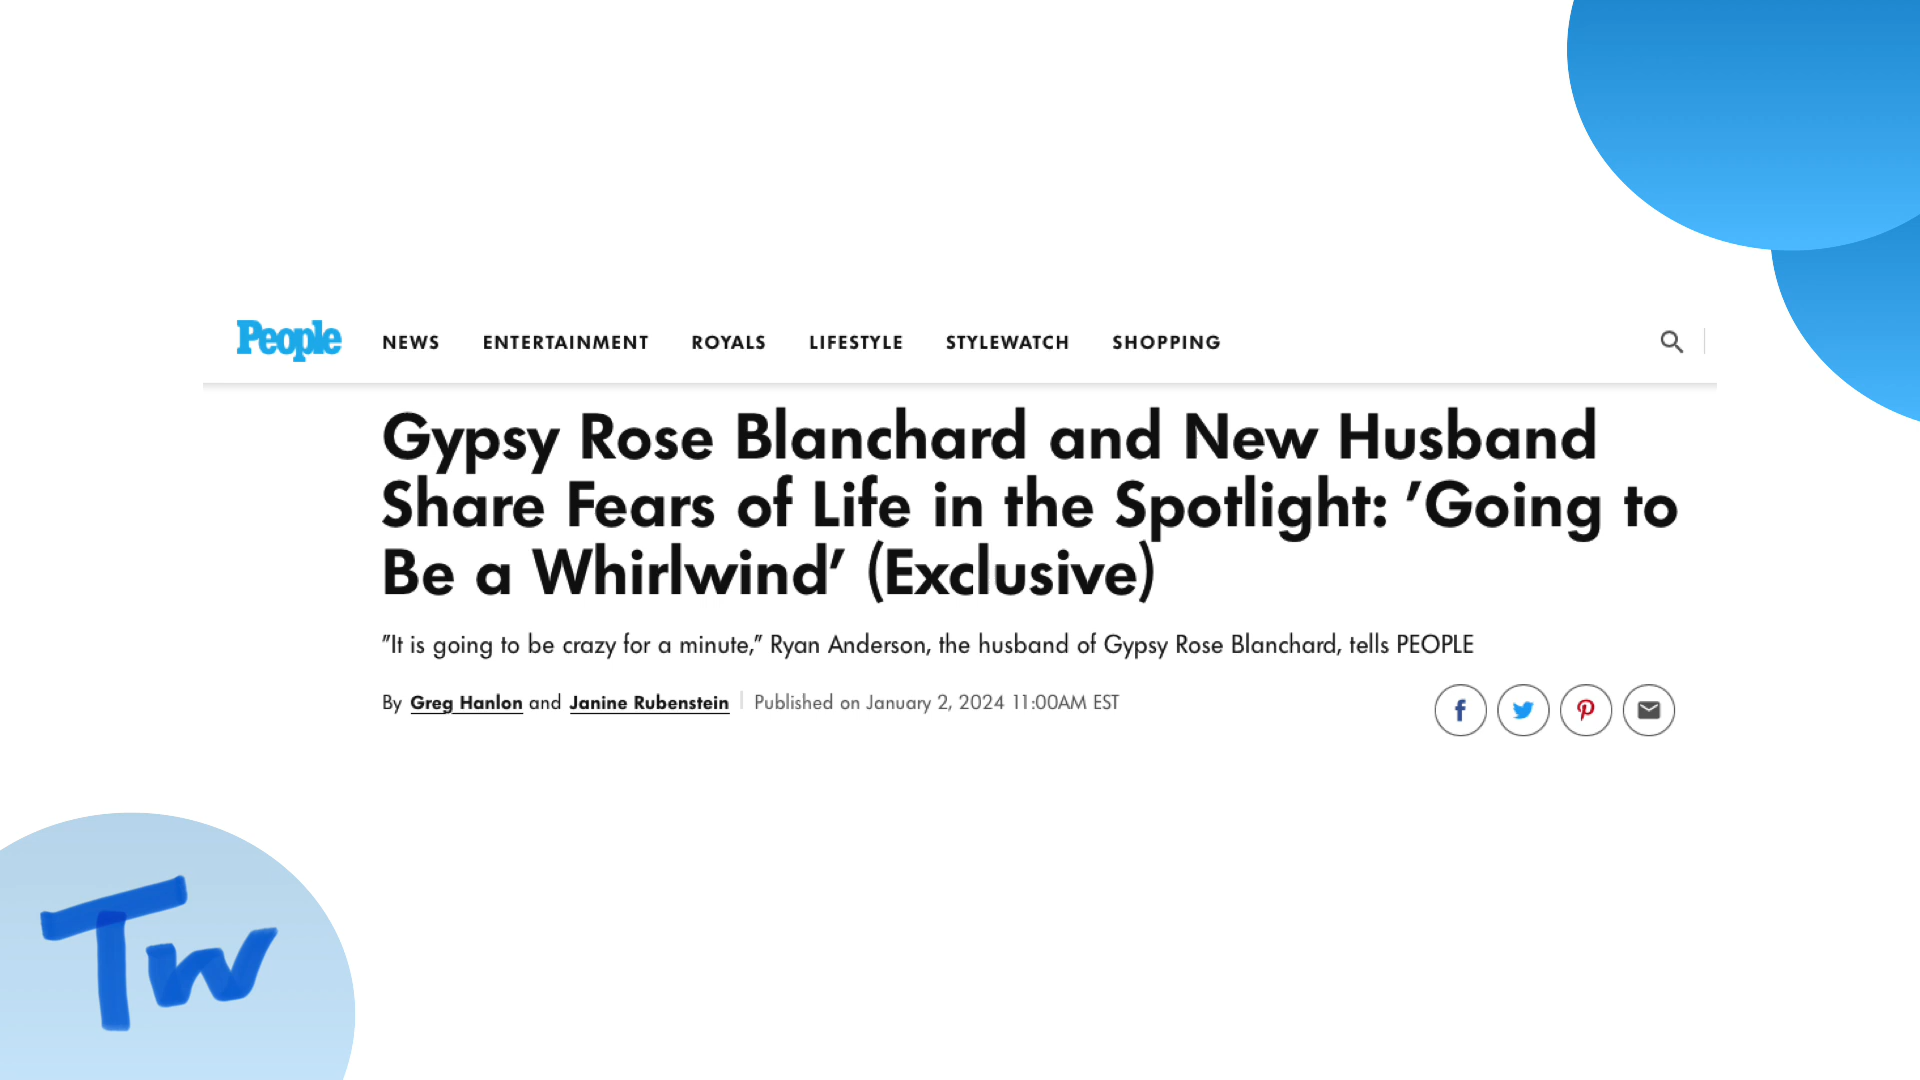 People NEWS ENTERTAINMENT ROYALS LIFESTYLE STYLEWATCH SHOPPING
Gypsy Rose Blanchard and New Husband
Share Fears of Life in the Spotlight: 'Going to
Be a Whirlwind' (Exclusive)
"It is going to be crazy for a minute," Ryan Anderson, the husband of Gypsy Rose Blanchard, tells PEOPLE
By Greg Hanlon and Janine Rubenstein | Published on January 2, 2024 11:00AM EST
Tw